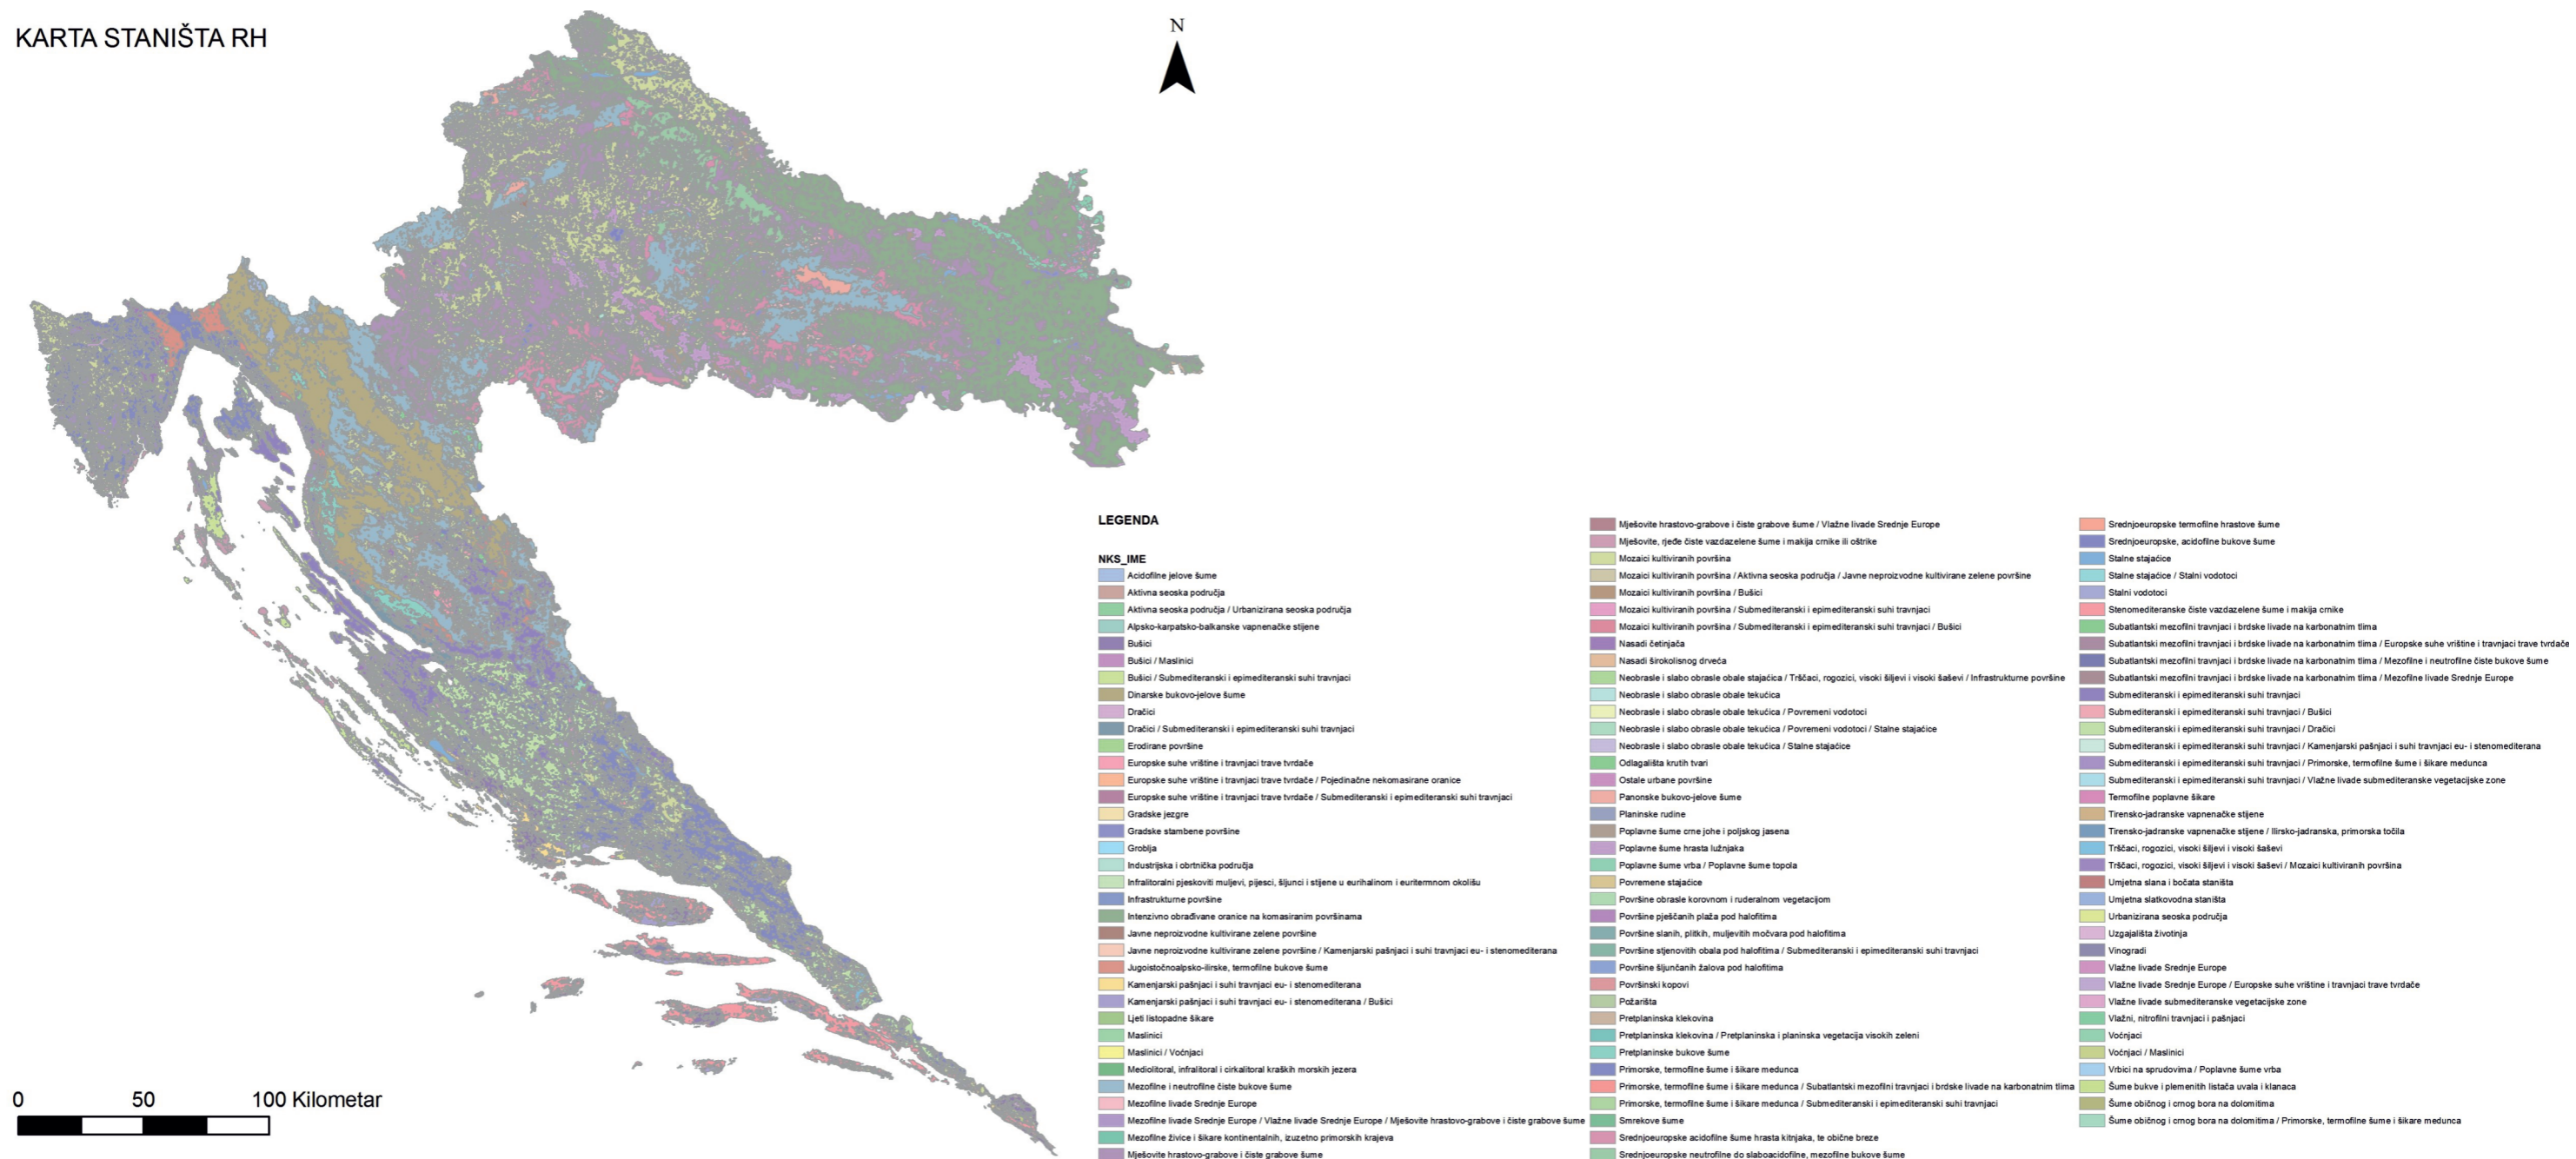 KARTA STANIŠTA RH
N
0 50 100 Kilometar
LEGENDA
NKS_IME
Acidofilne jelove šume
Aktivna seoska područja
Aktivna seoska područja / Urbanizirana seoska područja
Alpsko-karpatsko-balkanske vapnenačke stijene
Bušici
Bušici / Maslinici
Bušici / Submediteranski i epimediteranski suhi travnjaci
Dinarske bukovo-jelove šume
Dračici
Dračici / Submediteranski i epimediteranski suhi travnjaci
Erodirane površine
Europske suhe vrištine i travnjaci trave tvrdače
Europske suhe vrištine i travnjaci trave tvrdače / Pojedinačne nekomasirane oranice
Europske suhe vrištine i travnjaci trave tvrdače / Submediteranski i epimediteranski suhi travnjaci
Gradske jezgre
Gradske stambene površine
Groblja
Industrijska i obrtnička područja
Infralitoralni pjeskoviti muljevi, pijesci, šljunci i stijene u eurihalinom i euritermnom okolišu
Infrastrukturne površine
Intenzivno obrađivane oranice na komasiranim površinama
Javne neproizvodne kultivirane zelene površine
Javne neproizvodne kultivirane zelene površine / Kamenjarski pašnjaci i suhi travnjaci eu- i stenomediterana
Jugoistočnoalpsko-ilirske, termofilne bukove šume
Kamenjarski pašnjaci i suhi travnjaci eu- i stenomediterana
Kamenjarski pašnjaci i suhi travnjaci eu- i stenomediterana / Bušici
Ljeti listopadne šikare
Maslinici
Maslinici / Voćnjaci
Mediolitoral, infralitoral i cirkalitoral kraških morskih jezera
Mezofilne i neutrofilne čiste bukove šume
Mezofilne livade Srednje Europe
Mezofilne livade Srednje Europe / Vlažne livade Srednje Europe / Mješovite hrastovo-grabove i čiste grabove šume
Mezofilne živice i šikare kontinentalnih, izuzetno primorskih krajeva
Mješovite hrastovo-grabove i čiste grabove šume
Mješovite hrastovo-grabove i čiste grabove šume / Vlažne livade Srednje Europe
Mješovite, rjeđe čiste vazdazelene šume i makija crnike ili oštrike
Mozaici kultiviranih površina
Mozaici kultiviranih površina / Aktivna seoska područja / Javne neproizvodne kultivirane zelene površine
Mozaici kultiviranih površina / Bušici
Mozaici kultiviranih površina / Submediteranski i epimediteranski suhi travnjaci
Mozaici kultiviranih površina / Submediteranski i epimediteranski suhi travnjaci / Bušici
Nasadi četinjača
Nasadi širokolisnog drveća
Neobrasle i slabo obrasle obale stajaćica / Trščaci, rogozici, visoki šiljevi i visoki šaševi / Infrastrukturne površine
Neobrasle i slabo obrasle obale tekućica
Neobrasle i slabo obrasle obale tekućica / Povremeni vodotoci
Neobrasle i slabo obrasle obale tekućica / Povremeni vodotoci / Stalne stajaćice
Neobrasle i slabo obrasle obale tekućica / Stalne stajaćice
Odlagališta krutih tvari
Ostale urbane površine
Panonske bukovo-jelove šume
Planinske rudine
Poplavne šume crne johe i poljskog jasena
Poplavne šume hrasta lužnjaka
Poplavne šume vrba / Poplavne šume topola
Povremene stajaćice
Površine obrasle korovnom i ruderalnom vegetacijom
Površine pješčanih plaža pod halofitima
Površine slanih, plitkih, muljevitih močvara pod halofitima
Površine stjenovitih obala pod halofitima / Submediteranski i epimediteranski suhi travnjaci
Površine šljunčanih žalova pod halofitima
Površinski kopovi
Požarišta
Pretplaninska klekovina
Pretplaninska klekovina / Pretplaninska i planinska vegetacija visokih zeleni
Pretplaninske bukove šume
Primorske, termofilne šume i šikare medunca
Primorske, termofilne šume i šikare medunca / Subatlantski mezofilni travnjaci i brdske livade na karbonatnim tlima
Primorske, termofilne šume i šikare medunca / Submediteranski i epimediteranski suhi travnjaci
Smrekove šume
Srednjoeuropske acidofilne šume hrasta kitnjaka, te obične breze
Srednjoeuropske neutrofilne do slaboacidofilne, mezofilne bukove šume
Srednjoeuropske termofilne hrastove šume
Srednjoeuropske, acidofilne bukove šume
Stalne stajaćice
Stalne stajaćice / Stalni vodotoci
Stalni vodotoci
Stenomediteranske čiste vazdazelene šume i makija crnike
Subatlantski mezofilni travnjaci i brdske livade na karbonatnim tlima
Subatlantski mezofilni travnjaci i brdske livade na karbonatnim tlima / Europske suhe vrištine i travnjaci trave tvrdače
Subatlantski mezofilni travnjaci i brdske livade na karbonatnim tlima / Mezofilne i neutrofilne čiste bukove šume
Subatlantski mezofilni travnjaci i brdske livade na karbonatnim tlima / Mezofilne livade Srednje Europe
Submediteranski i epimediteranski suhi travnjaci
Submediteranski i epimediteranski suhi travnjaci / Bušici
Submediteranski i epimediteranski suhi travnjaci / Dračici
Submediteranski i epimediteranski suhi travnjaci / Kamenjarski pašnjaci i suhi travnjaci eu- i stenomediterana
Submediteranski i epimediteranski suhi travnjaci / Primorske, termofilne šume i šikare medunca
Submediteranski i epimediteranski suhi travnjaci / Vlažne livade submediteranske vegetacijske zone
Termofilne poplavne šikare
Tirensko-jadranske vapnenačke stijene
Tirensko-jadranske vapnenačke stijene / Ilirsko-jadranska, primorska točila
Trščaci, rogozici, visoki šiljevi i visoki šaševi
Trščaci, rogozici, visoki šiljevi i visoki šaševi / Mozaici kultiviranih površina
Umjetna slana i bočata staništa
Umjetna slatkovodna staništa
Urbanizirana seoska područja
Uzgajališta životinja
Vinogradi
Vlažne livade Srednje Europe
Vlažne livade Srednje Europe / Europske suhe vrištine i travnjaci trave tvrdače
Vlažne livade submediteranske vegetacijske zone
Vlažni, nitrofilni travnjaci i pašnjaci
Voćnjaci
Voćnjaci / Maslinici
Vrbici na sprudovima / Poplavne šume vrba
Šume bukve i plemenitih listača uvala i klanaca
Šume običnog i crnog bora na dolomitima
Šume običnog i crnog bora na dolomitima / Primorske, termofilne šume i šikare medunca